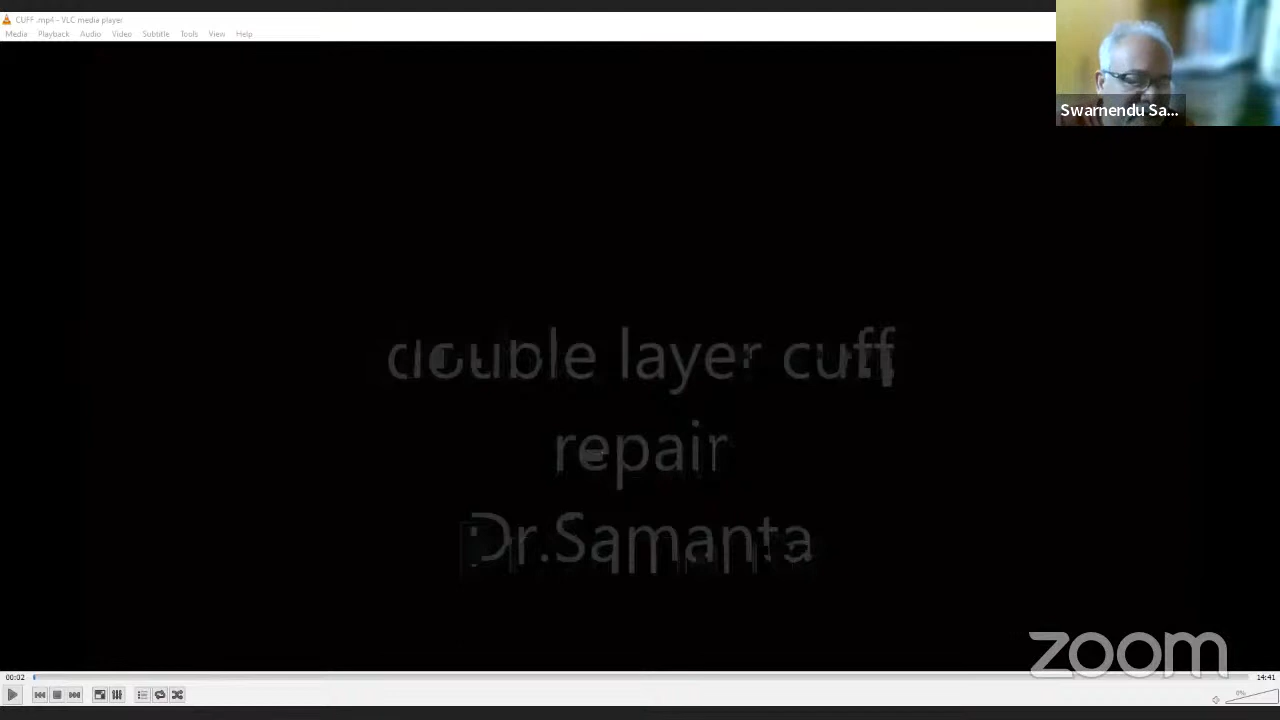 CUFF .mp4 - VLC media player
Media Playback Audio Video Subtitle Tools View Help
Swarnendu Sa...
double layer cuff
repair
Dr.Samanta
zoom
00:02
14:41
0%